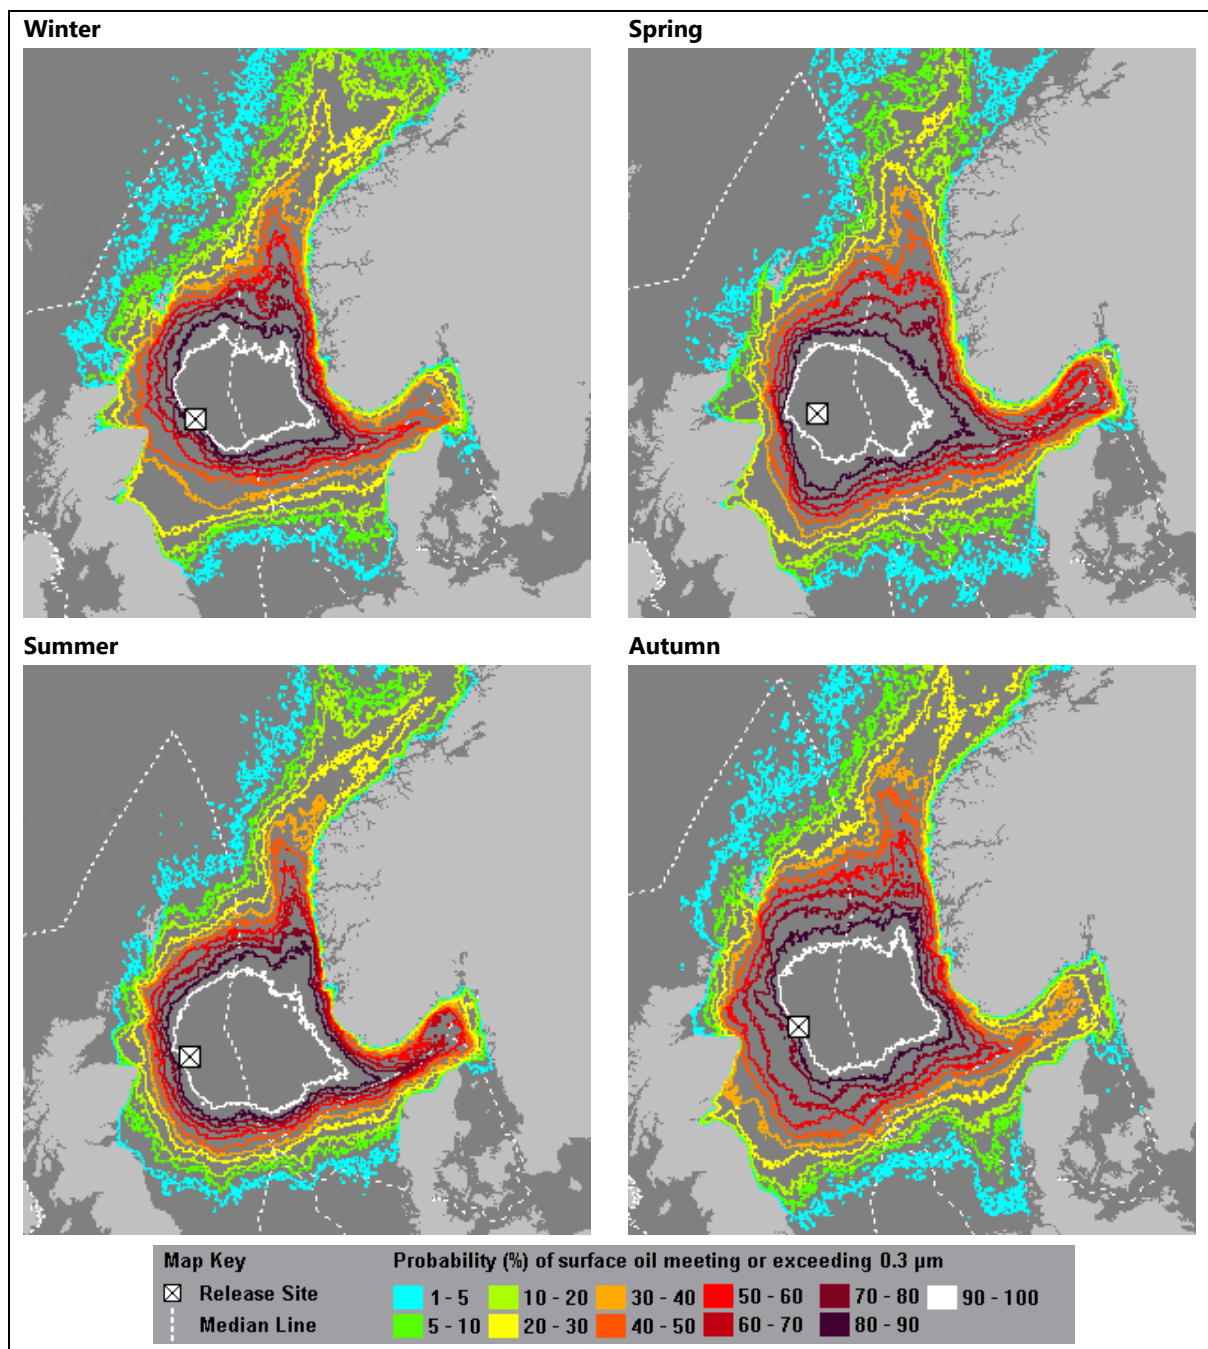 Winter
Spring
Summer
Autumn
Map Key
Probability (%) of surface oil meeting or exceeding 0.3 µm
Release Site
1 - 5
10 - 20
30 - 40
50 - 60
70 - 80
90 - 100
Median Line
5 - 10
20 - 30
40 - 50
60 - 70
80 - 90